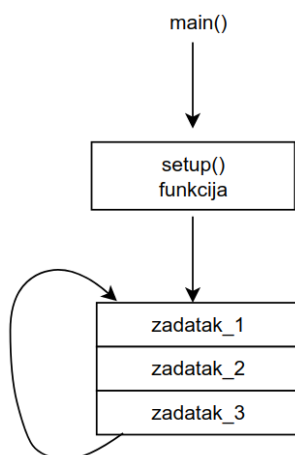 main()
setup()
funkcija
zadatak_1
zadatak_2
zadatak_3